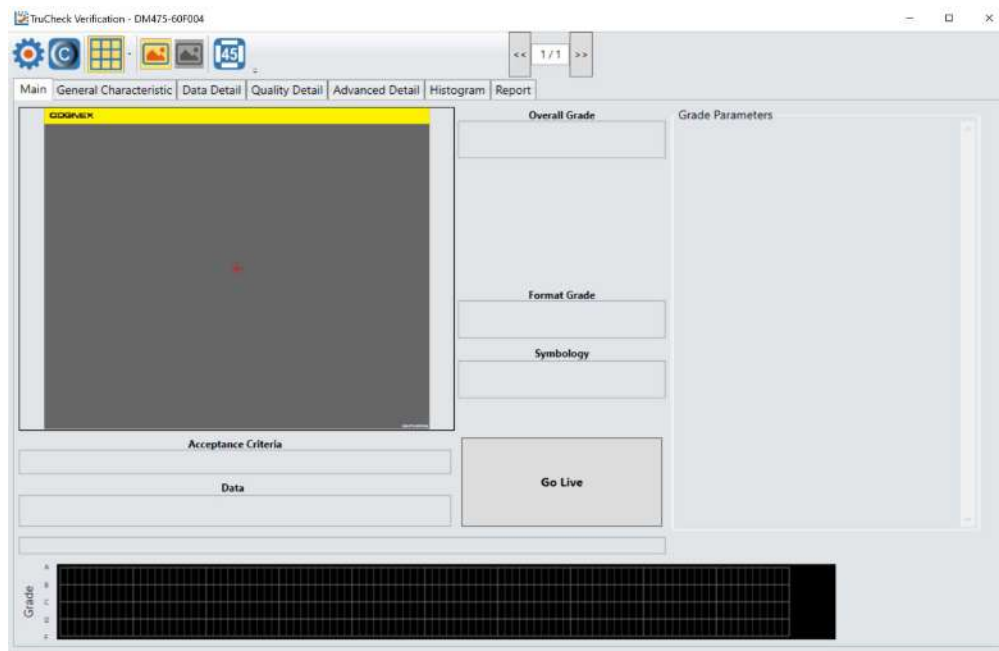 TruCheck Verification - DM475-60F004
45
<< 1/1 >>
Main General Characteristic Data Detail Quality Detail Advanced Detail Histogram Report
COGNEX
Overall Grade
Grade Parameters
Format Grade
Symbology
Acceptance Criteria
Go Live
Data
Grade
A
B
C
D
F